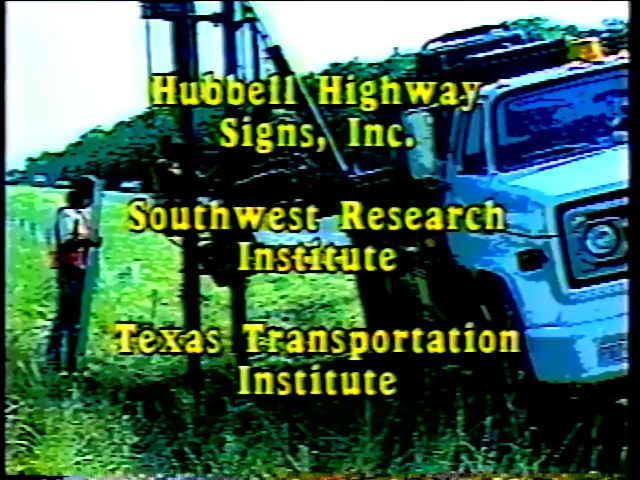 Hubbell Highway
Signs, Inc.
Southwest Research
Institute
Texas Transportation
Institute